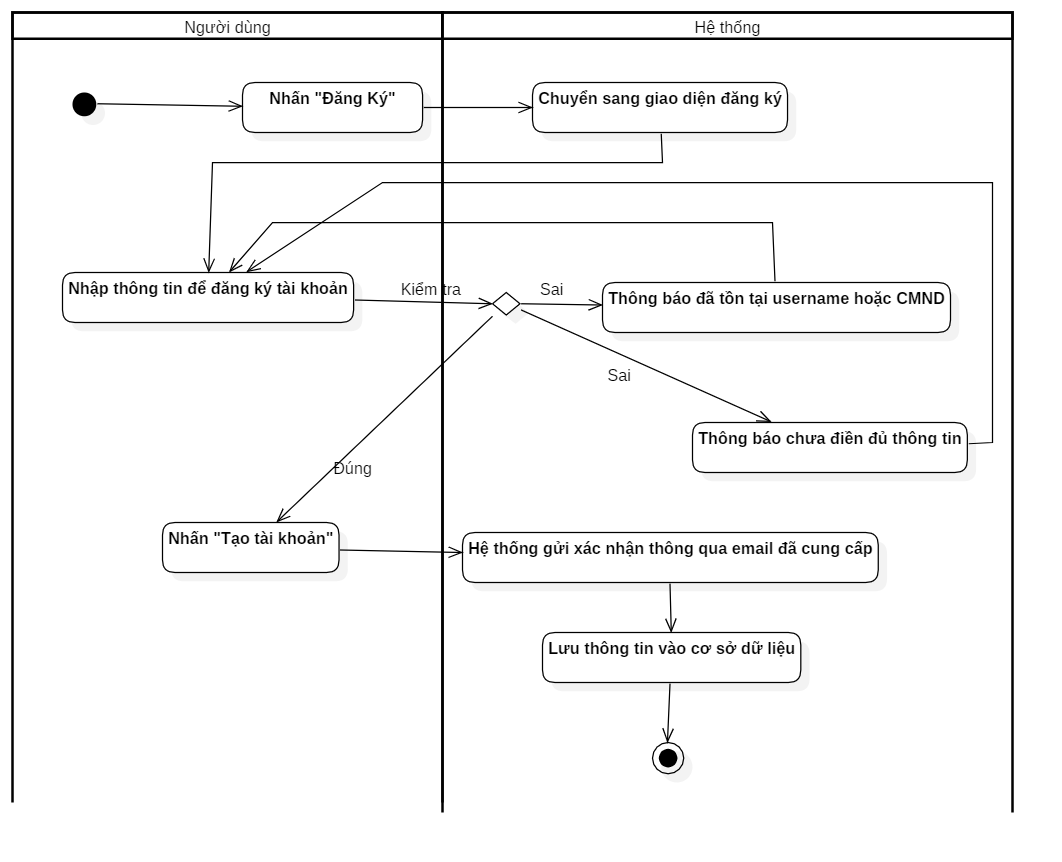 Người dùng
Hệ thống
Nhấn "Đăng Ký"
Chuyển sang giao diện đăng ký
Nhập thông tin để đăng ký tài khoản
Kiểm tra
Sai
Thông báo đã tồn tại username hoặc CMND
Sai
Thông báo chưa điền đủ thông tin
Đúng
Nhấn "Tạo tài khoản"
Hệ thống gửi xác nhận thông qua email đã cung cấp
Lưu thông tin vào cơ sở dữ liệu